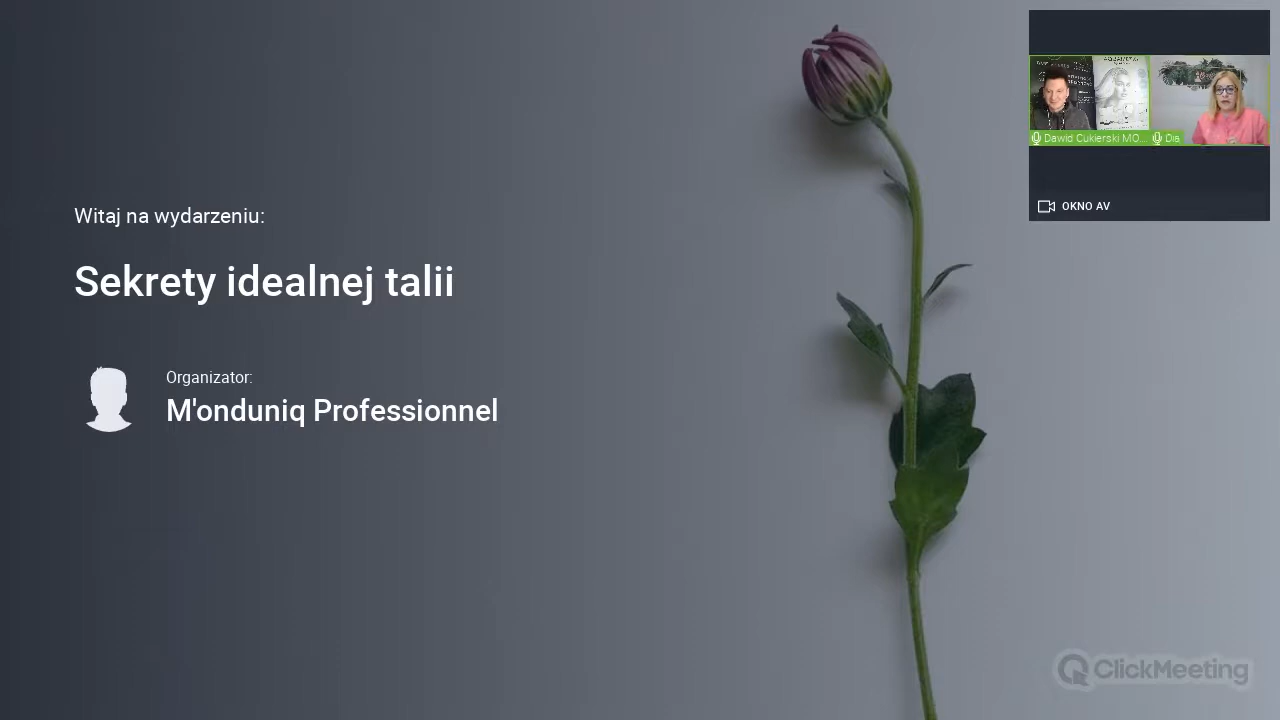 Witaj na wydarzeniu:
Sekrety idealnej talii
Organizator:
M'onduniq Professionnel
Dawid Cukierski MO...
Dia
OKNO AV
ClickMeeting